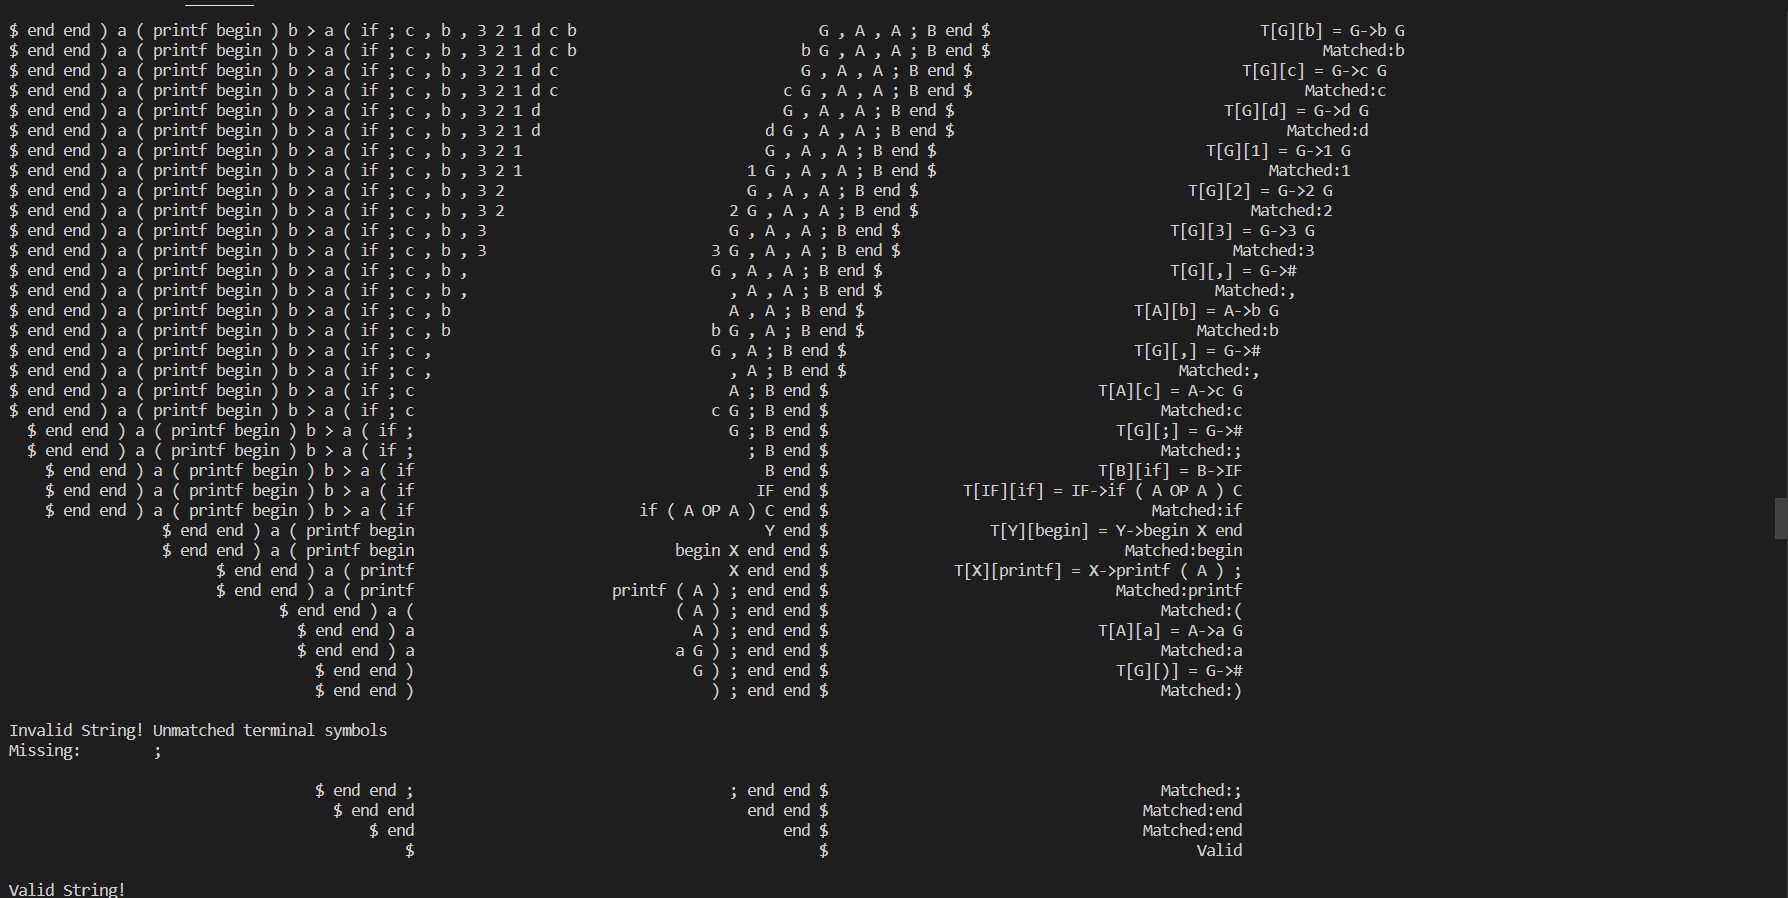 $ end end ) a ( printf begin ) b > a ( if ; c , b , 3 2 1 d c b G , A , A ; B end $ T[G][b] = G->b G
$ end end ) a ( printf begin ) b > a ( if ; c , b , 3 2 1 d c b b G , A , A ; B end $ Matched:b
$ end end ) a ( printf begin ) b > a ( if ; c , b , 3 2 1 d c G , A , A ; B end $ T[G][c] = G->c G
$ end end ) a ( printf begin ) b > a ( if ; c , b , 3 2 1 d c c G , A , A ; B end $ Matched:c
$ end end ) a ( printf begin ) b > a ( if ; c , b , 3 2 1 d G , A , A ; B end $ T[G][d] = G->d G
$ end end ) a ( printf begin ) b > a ( if ; c , b , 3 2 1 d d G , A , A ; B end $ Matched:d
$ end end ) a ( printf begin ) b > a ( if ; c , b , 3 2 1 G , A , A ; B end $ T[G][1] = G->1 G
$ end end ) a ( printf begin ) b > a ( if ; c , b , 3 2 1 1 G , A , A ; B end $ Matched:1
$ end end ) a ( printf begin ) b > a ( if ; c , b , 3 2 G , A , A ; B end $ T[G][2] = G->2 G
$ end end ) a ( printf begin ) b > a ( if ; c , b , 3 2 2 G , A , A ; B end $ Matched:2
$ end end ) a ( printf begin ) b > a ( if ; c , b , 3 G , A , A ; B end $ T[G][3] = G->3 G
$ end end ) a ( printf begin ) b > a ( if ; c , b , 3 3 G , A , A ; B end $ Matched:3
$ end end ) a ( printf begin ) b > a ( if ; c , b , G , A , A ; B end $ T[G][,] = G->#
$ end end ) a ( printf begin ) b > a ( if ; c , b , , A , A ; B end $ Matched:,
$ end end ) a ( printf begin ) b > a ( if ; c , b A , A ; B end $ T[A][b] = A->b G
$ end end ) a ( printf begin ) b > a ( if ; c , b b G , A ; B end $ Matched:b
$ end end ) a ( printf begin ) b > a ( if ; c , G , A ; B end $ T[G][,] = G->#
$ end end ) a ( printf begin ) b > a ( if ; c , , A ; B end $ Matched:,
$ end end ) a ( printf begin ) b > a ( if ; c A ; B end $ T[A][c] = A->c G
$ end end ) a ( printf begin ) b > a ( if ; c c G ; B end $ Matched:c
$ end end ) a ( printf begin ) b > a ( if ; G ; B end $ T[G][;] = G->#
$ end end ) a ( printf begin ) b > a ( if ; ; B end $ Matched:;
$ end end ) a ( printf begin ) b > a ( if B end $ T[B][if] = B->IF
$ end end ) a ( printf begin ) b > a ( if IF end $ T[IF][if] = IF->if ( A OP A ) C
$ end end ) a ( printf begin ) b > a ( if if ( A OP A ) C end $ Matched:if
$ end end ) a ( printf begin Y end $ T[Y][begin] = Y->begin X end
$ end end ) a ( printf begin begin X end end $ Matched:begin
$ end end ) a ( printf X end end $ T[X][printf] = X->printf ( A ) ;
$ end end ) a ( printf printf ( A ) ; end end $ Matched:printf
$ end end ) a ( ( A ) ; end end $ Matched:(
$ end end ) a A ) ; end end $ T[A][a] = A->a G
$ end end ) a a G ) ; end end $ Matched:a
$ end end ) G ) ; end end $ T[G][)] = G->#
$ end end ) ) ; end end $ Matched:)
Invalid String! Unmatched terminal symbols
Missing: ;
$ end end ; ; end end $ Matched:;
$ end end end end $ Matched:end
$ end end $ Matched:end
$ $ Valid
Valid String!